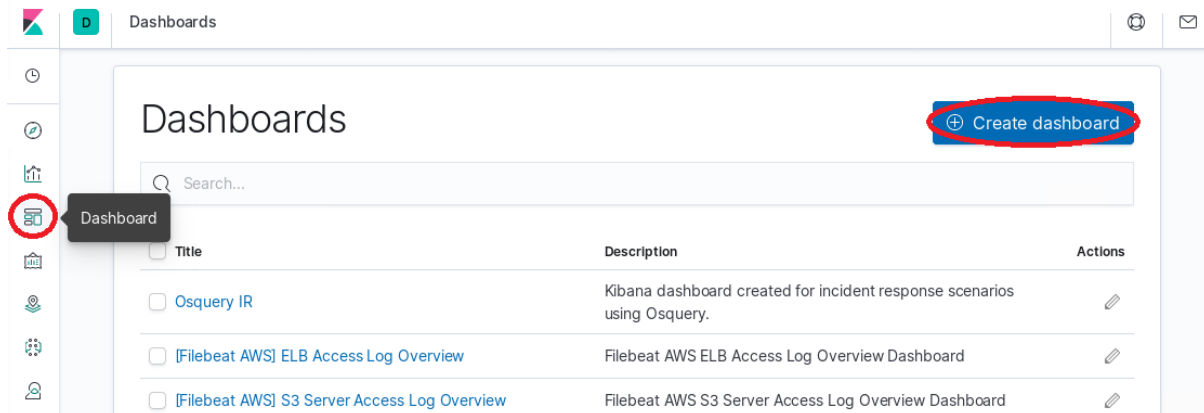 D Dashboards
Dashboards
Create dashboard
Search...
Dashboard
Title Description Actions
Osquery IR Kibana dashboard created for incident response scenarios
using Osquery.
[Filebeat AWS] ELB Access Log Overview Filebeat AWS ELB Access Log Overview Dashboard
[Filebeat AWS] S3 Server Access Log Overview Filebeat AWS S3 Server Access Log Overview Dashboard